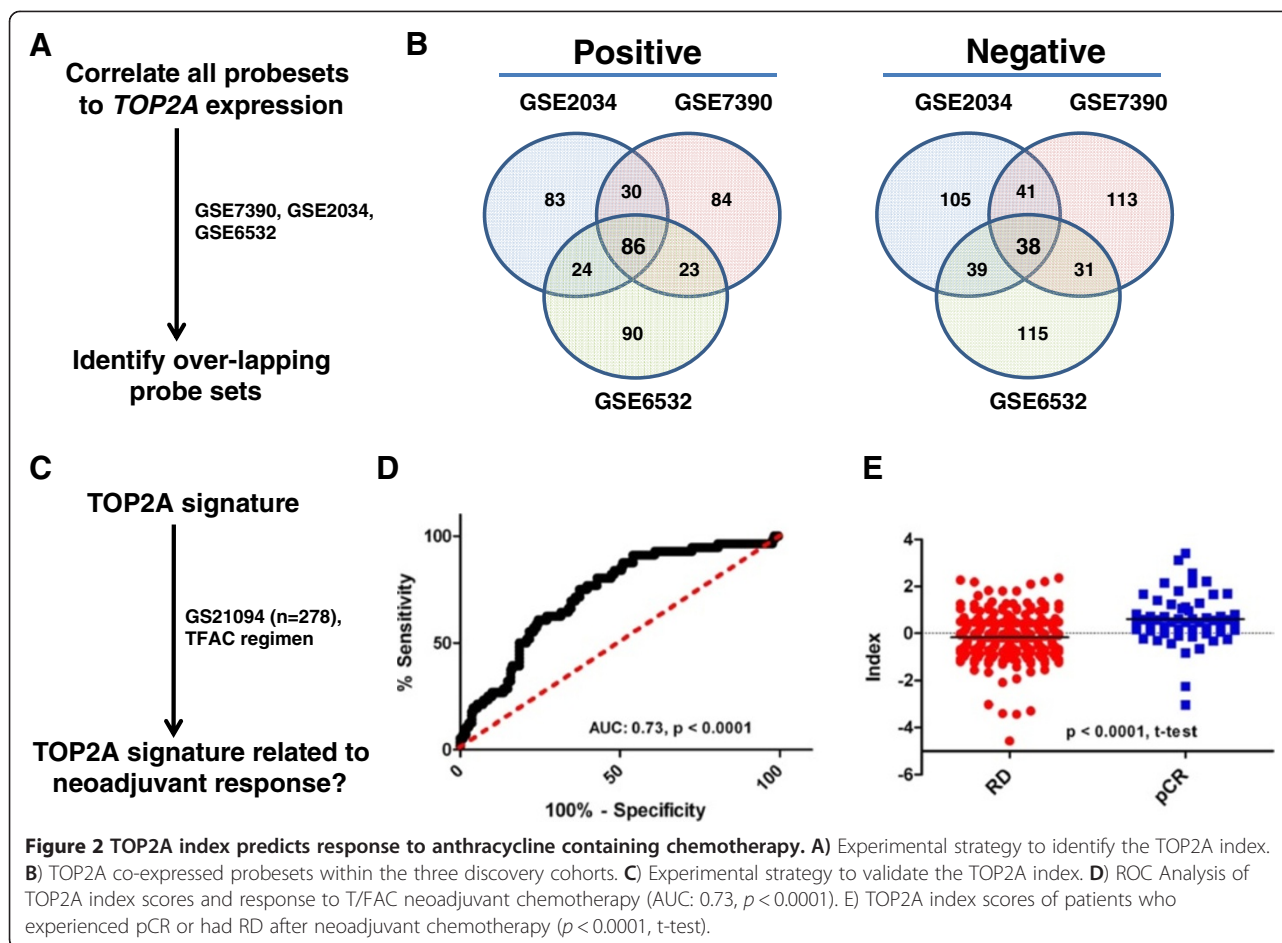 A
Correlate all probesets
to TOP2A expression
GSE7390, GSE2034,
GSE6532
Identify over-lapping
probe sets
B
Positive
GSE2034 GSE7390
83 30 84
86
24 23
90
GSE6532
Negative
GSE2034 GSE7390
105 41 113
38
39 31
115
GSE6532
C
TOP2A signature
GS21094 (n=278),
TFAC regimen
TOP2A signature related to
neoadjuvant response?
D
% Sensitivity
100
50
0
AUC: 0.73, p < 0.0001
0 50 100
100% - Specificity
E
Index
4
2
0
-2
-4
-6
p < 0.0001, t-test
RD pCR
Figure 2 TOP2A index predicts response to anthracycline containing chemotherapy. A) Experimental strategy to identify the TOP2A index.
B) TOP2A co-expressed probesets within the three discovery cohorts. C) Experimental strategy to validate the TOP2A index. D) ROC Analysis of
TOP2A index scores and response to T/FAC neoadjuvant chemotherapy (AUC: 0.73, p < 0.0001). E) TOP2A index scores of patients who
experienced pCR or had RD after neoadjuvant chemotherapy (p < 0.0001, t-test).